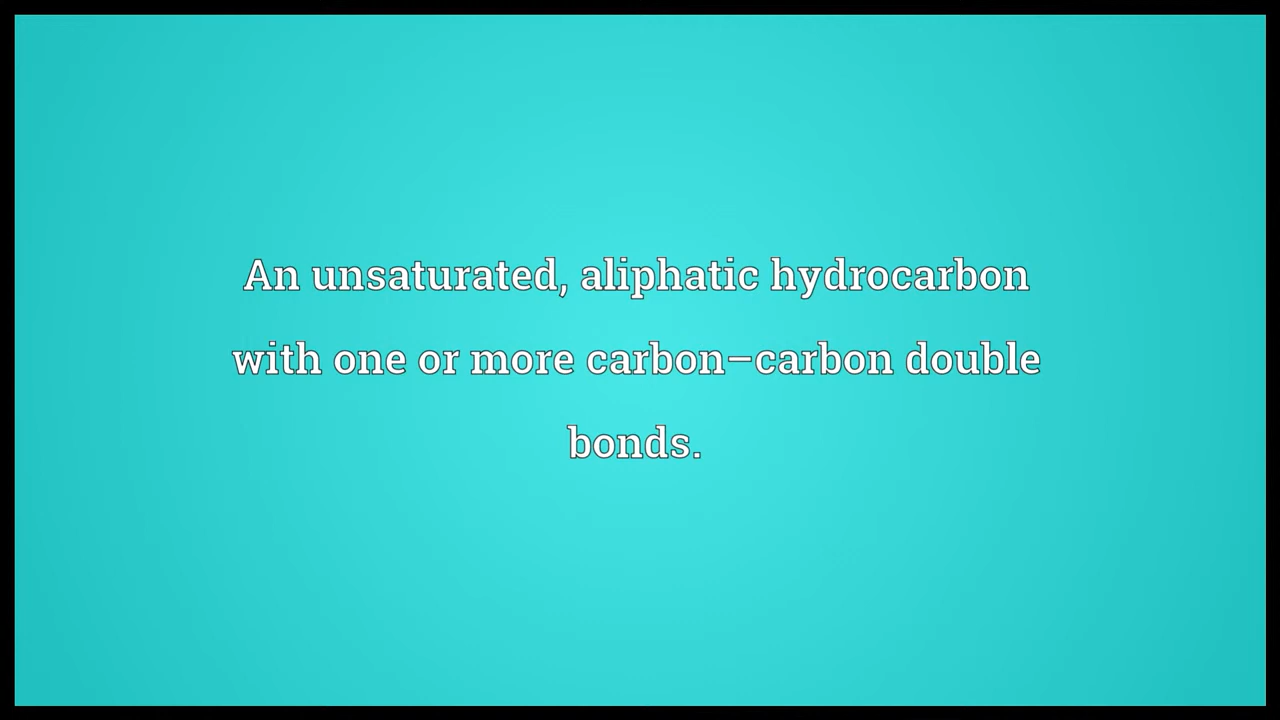 An unsaturated, aliphatic hydrocarbon
with one or more carbon–carbon double
bonds.